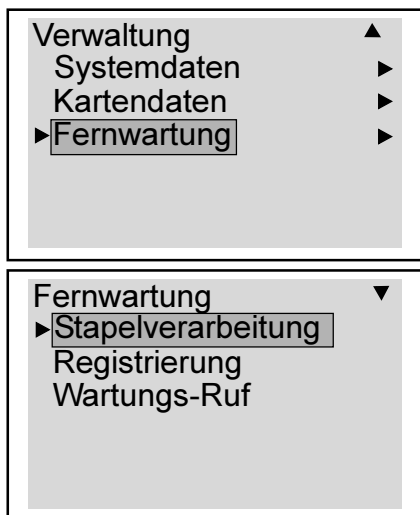 Verwaltung
Systemdaten
Kartendaten
Fernwartung
Fernwartung
Stapelverarbeitung
Registrierung
Wartungs-Ruf